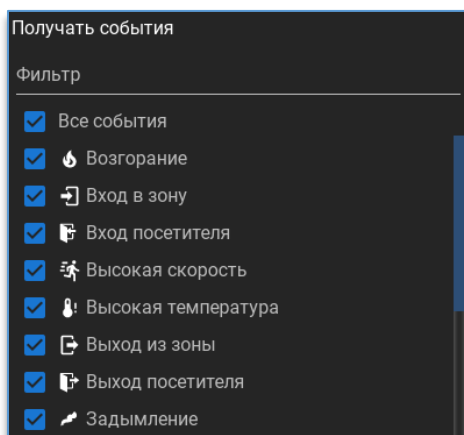 Получать события
Фильтр
Все события
Возгорание
Вход в зону
Вход посетителя
Высокая скорость
Высокая температура
Выход из зоны
Выход посетителя
Задымление